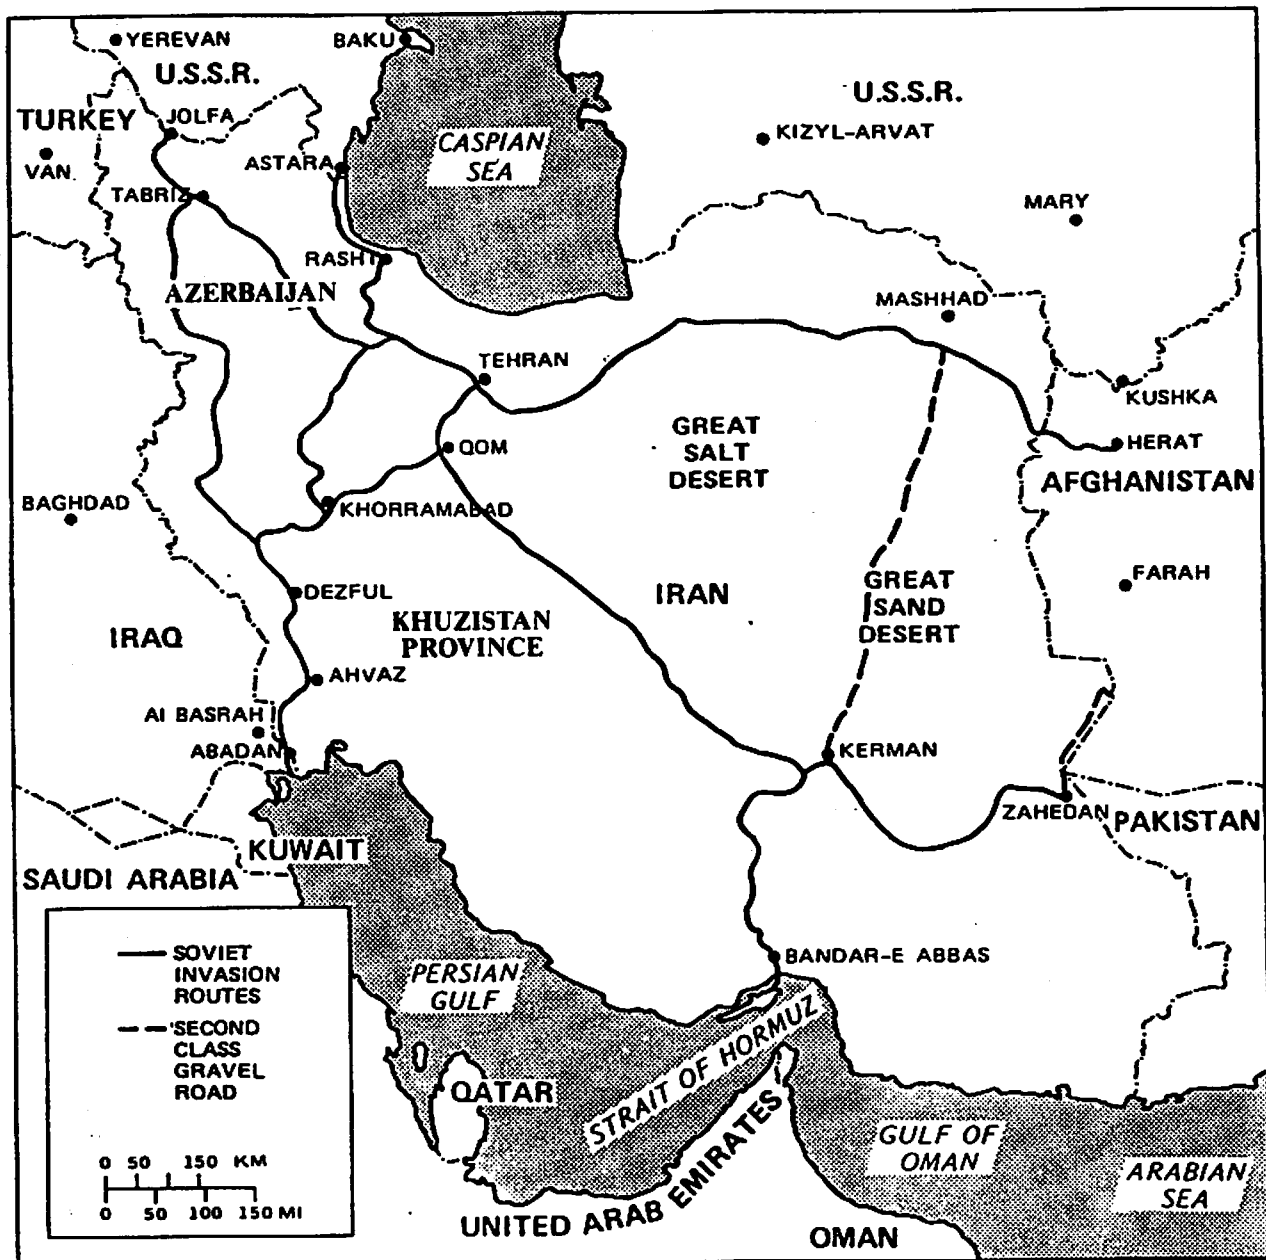 YEREVAN
BAKU
U.S.S.R.
U.S.S.R.
TURKEY
JOLFA
CASPIAN
SEA
KIZYL-ARVAT
VAN
ASTARA
TABRIZ
MARY
RASHT
AZERBAIJAN
MASHHAD
TEHRAN
KUSHKA
GREAT
SALT
DESERT
QOM
HERAT
AFGHANISTAN
BAGHDAD
KHORRAMABAD
FARAH
DEZFUL
IRAN
GREAT
SAND
DESERT
KHUZISTAN
PROVINCE
IRAQ
AHVAZ
Al BASRAH
ABADAN
KERMAN
ZAHEDAN
PAKISTAN
KUWAIT
SAUDI ARABIA
BANDAR-E ABBAS
PERSIAN
GULF
STRAIT OF HORMUZ
QATAR
GULF OF
OMAN
ARABIAN
SEA
UNITED ARAB EMIRATES
OMAN
SOVIET
INVASION
ROUTES
SECOND
CLASS
GRAVEL
ROAD
0 50 150 KM
0 50 100 150 MI